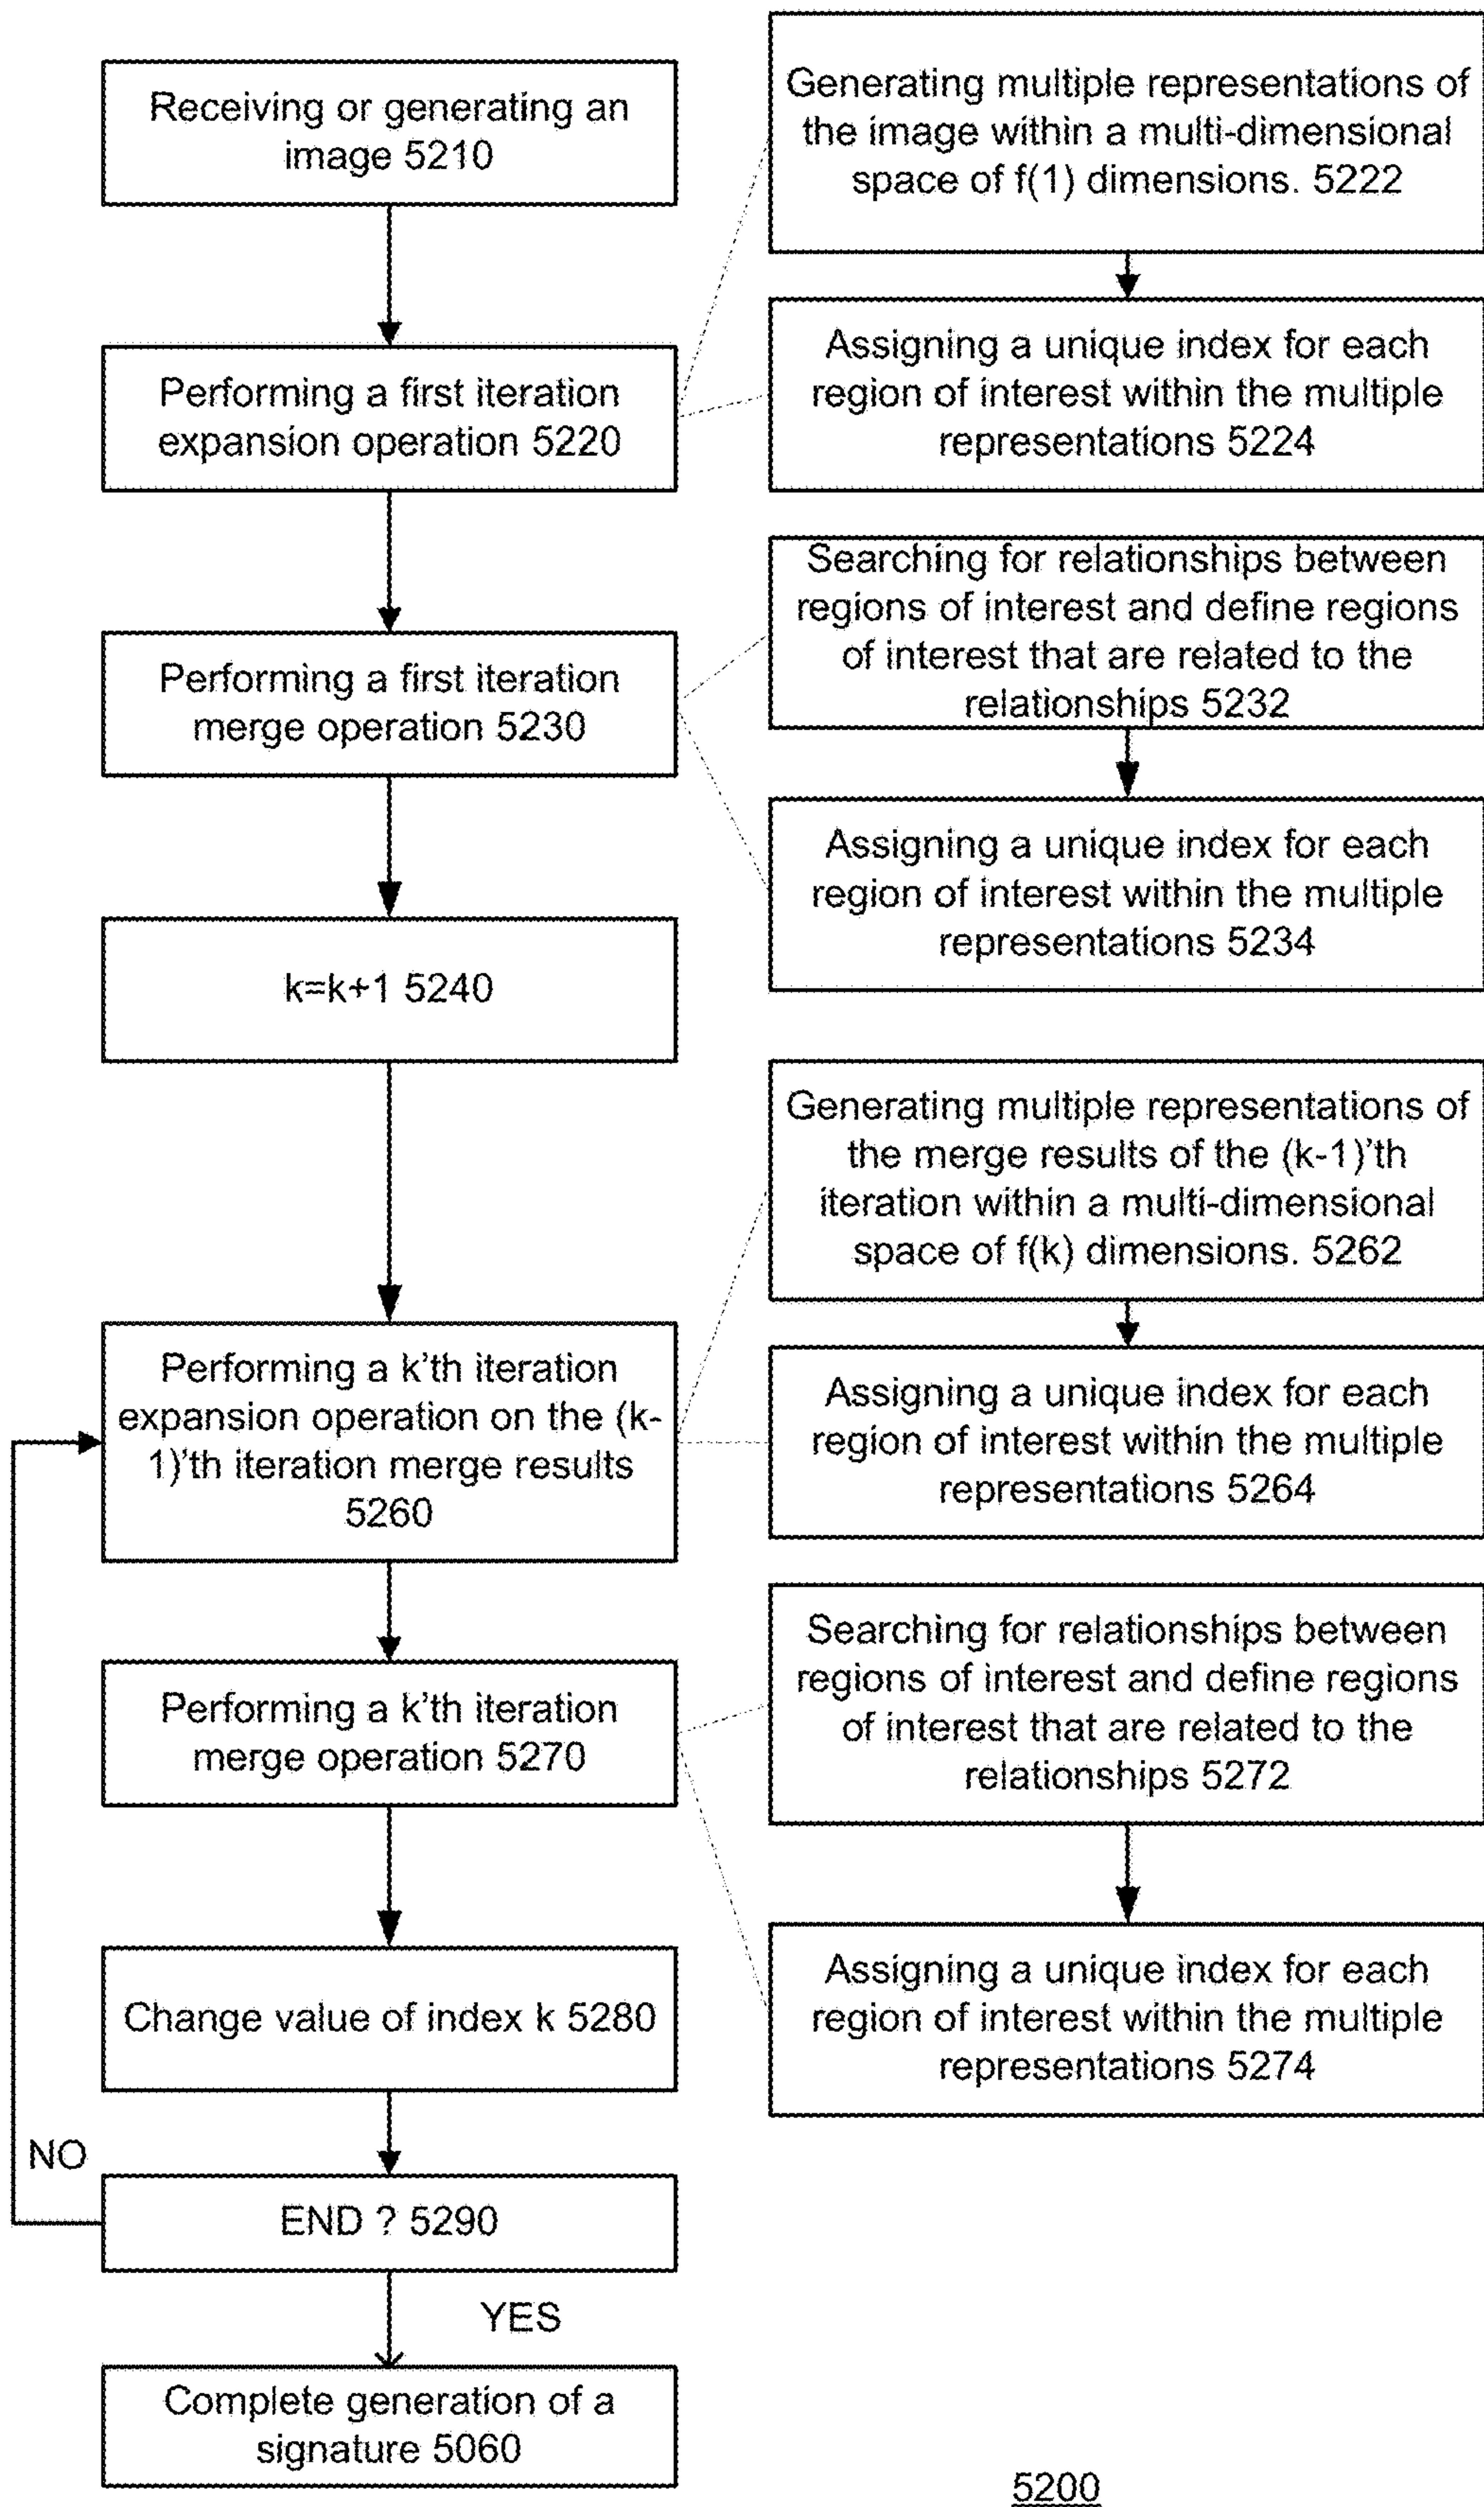 Receiving or generating an
image 5210
Generating multiple representations of
the image within a multi-dimensional
space of f(1) dimensions. 5222
Performing a first iteration
expansion operation 5220
Assigning a unique index for each
region of interest within the multiple
representations 5224
Performing a first iteration
merge operation 5230
Searching for relationships between
regions of interest and define regions
of interest that are related to the
relationships 5232
Assigning a unique index for each
region of interest within the multiple
representations 5234
k=k+1 5240
Generating multiple representations of
the merge results of the (k-1)'th
iteration within a multi-dimensional
space of f(k) dimensions. 5262
Performing a k'th iteration
expansion operation on the (k-
1)'th iteration merge results
5260
Assigning a unique index for each
region of interest within the multiple
representations 5264
Performing a k'th iteration
merge operation 5270
Searching for relationships between
regions of interest and define regions
of interest that are related to the
relationships 5272
Change value of index k 5280
Assigning a unique index for each
region of interest within the multiple
representations 5274
NO
END ? 5290
YES
Complete generation of a
signature 5060
5200